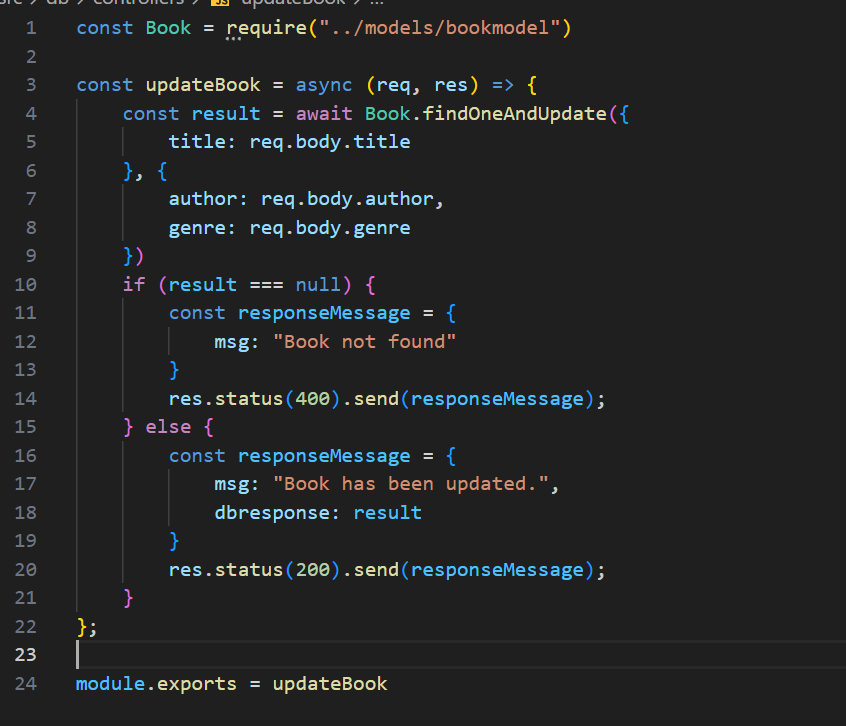 src > db > controllers > JS updateBook > ...
1 const Book = require("../models/bookmodel")
2
3 const updateBook = async (req, res) => {
4     const result = await Book.findOneAndUpdate({
5         title: req.body.title
6     }, {
7         author: req.body.author,
8         genre: req.body.genre
9     })
10     if (result === null) {
11         const responseMessage = {
12             msg: "Book not found"
13         }
14         res.status(400).send(responseMessage);
15     } else {
16         const responseMessage = {
17             msg: "Book has been updated.",
18             dbresponse: result
19         }
20         res.status(200).send(responseMessage);
21     }
22 };
23
24 module.exports = updateBook